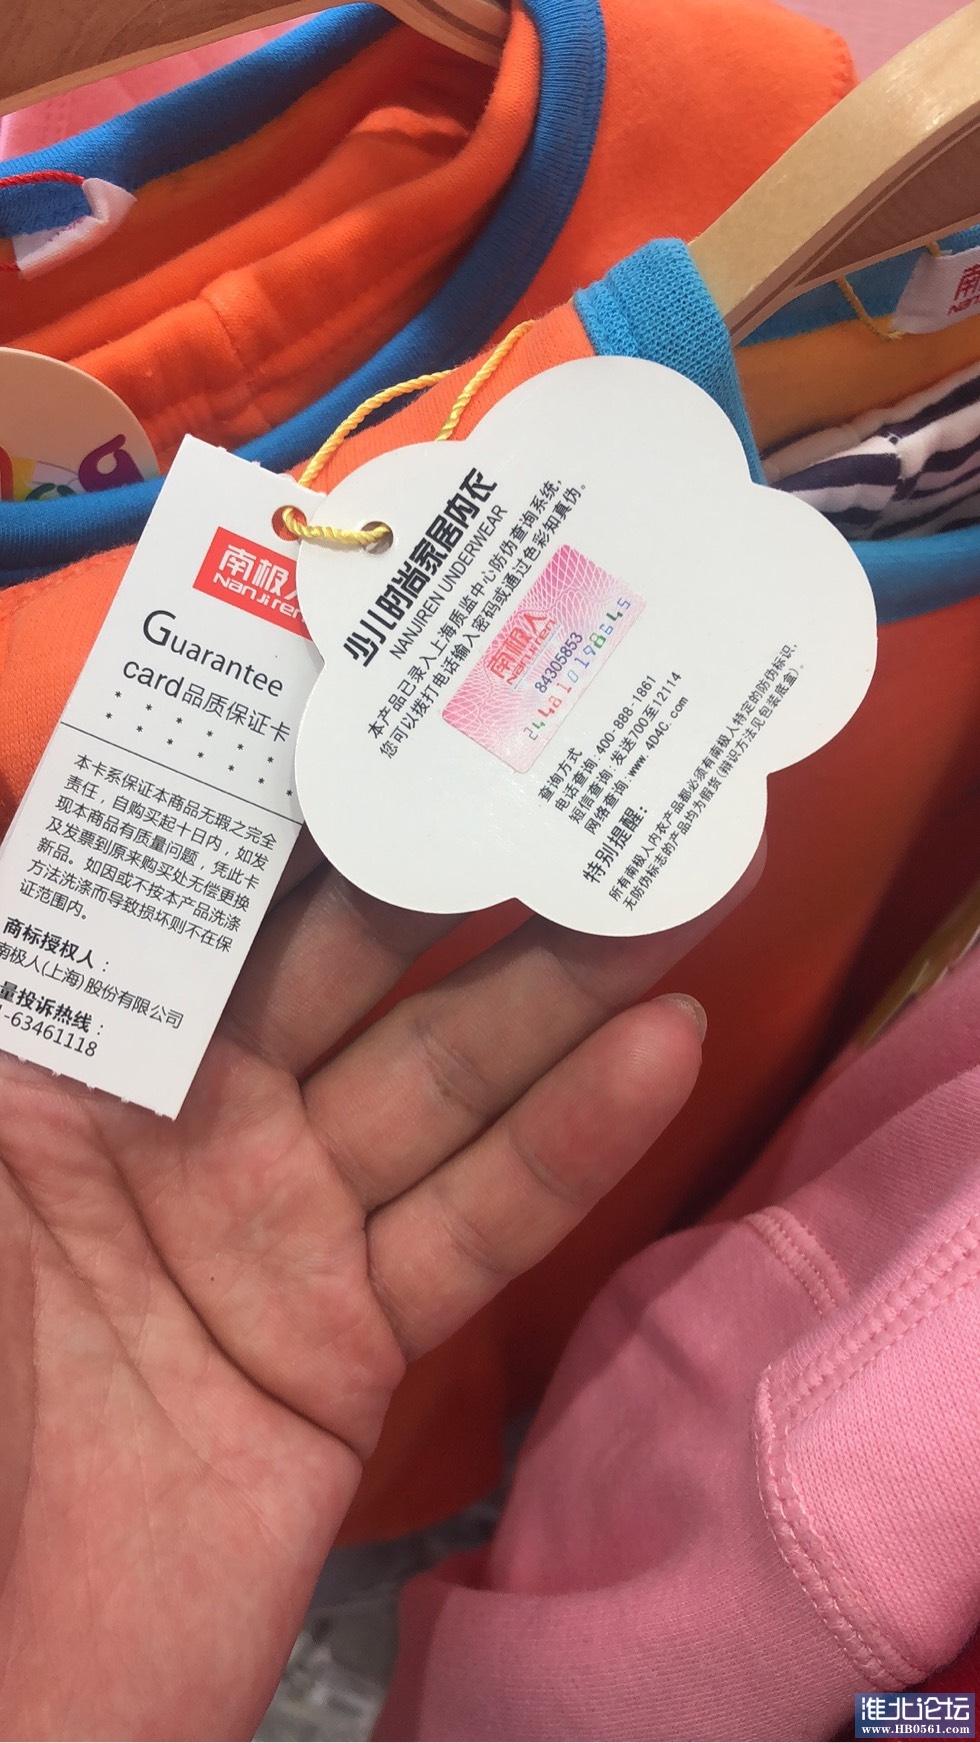 南极人
NanJiren
Guarantee
card品质保证卡
本卡系保证本商品无瑕之完全
责任，自购买起十日内，如发
现本商品有质量问题，凭此卡
及发票到原来购买处无偿更换
新品。如因或不按本产品洗涤
方法洗涤而导致损坏则不在保
证范围内。
商标授权人：
南极人(上海)股份有限公司
量投诉热线：
-63461118
少儿时尚家居内衣
NANJIREN UNDERWEAR
本产品已录入上海质监中心防伪查询系统，
您可以拨打电话输入密码或通过色彩知真伪。
南极人
NanJiren
84305853
查询方式
电话查询:400-888-1861
短信查询:发送700至12114
网络查询:www.4D4C.com
特别提醒：
所有南极人内衣产品都必须有南极人特定的防伪标识，
无防伪标志的产品均为假货(辩识方法见包装底盒)。
淮北论坛
www.HB0561.com